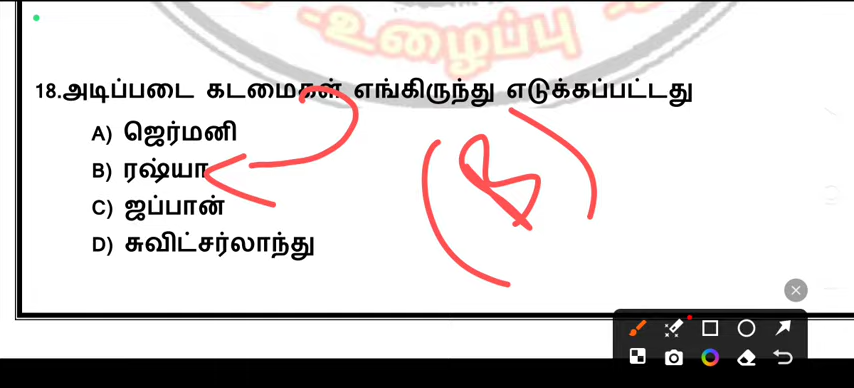 -உழைப்பு-
18.அடிப்படை கடமைகள் எங்கிருந்து எடுக்கப்பட்டது
A) ஜெர்மனி
B) ரஷ்யா
C) ஜப்பான்
D) சுவிட்சர்லாந்து
(B)